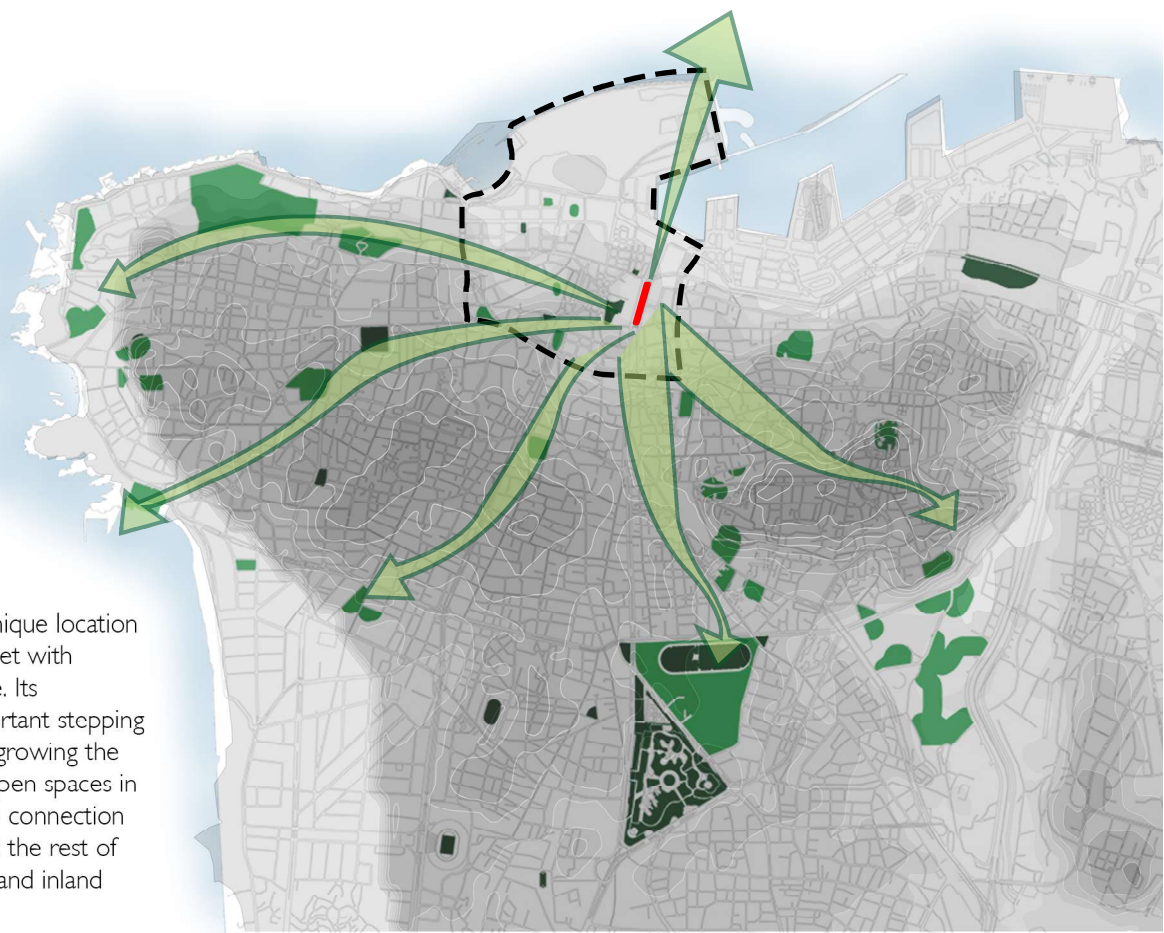 nique location
et with
e. Its
rtant stepping
growing the
pen spaces in
connection
the rest of
and inland